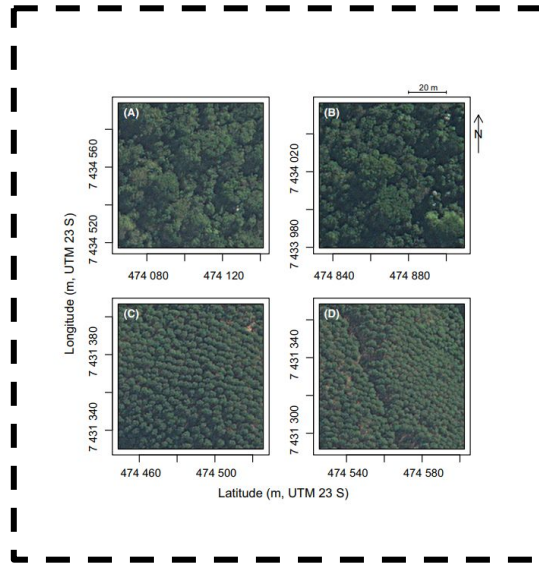 20 m
(A)
(B)
N
7 434 560
7 434 520
7 434 020
7 433 980
474 080
474 120
474 840
474 880
Longitude (m, UTM 23 S)
(C)
(D)
7 431 380
7 431 340
7 431 340
7 431 300
474 460
474 500
474 540
474 580
Latitude (m, UTM 23 S)